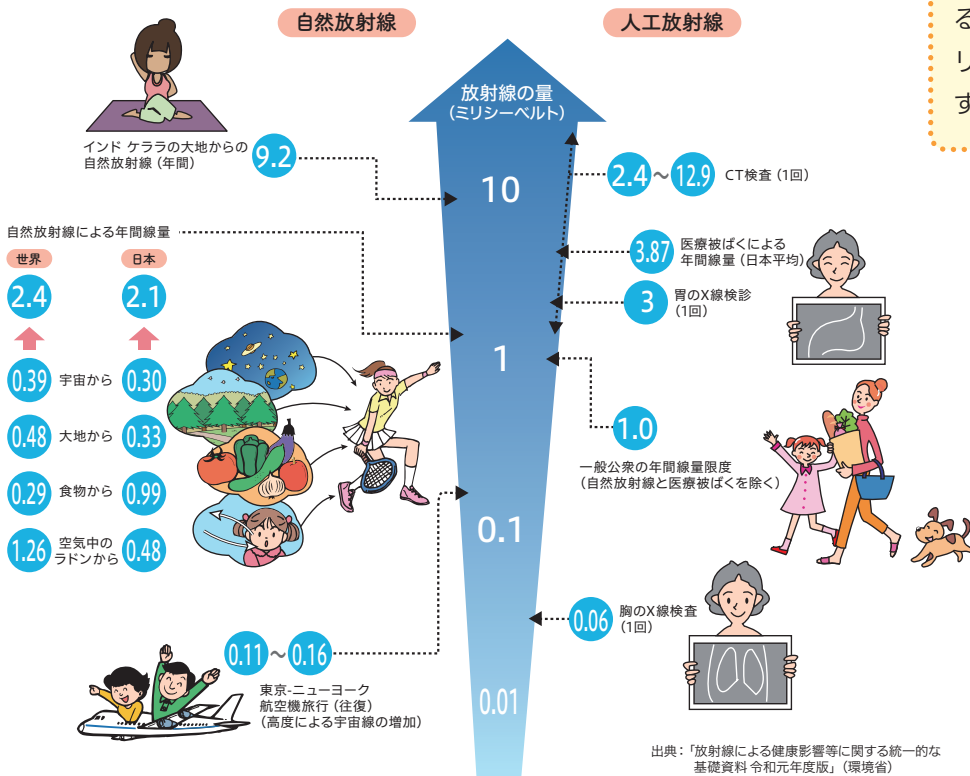 自然放射線
人工放射線
る
リ
す
放射線の量
(ミリシーベルト)
インド ケララの大地からの
自然放射線 (年間)
9.2
10
2.4~12.9
CT検査 (1回)
自然放射線による年間線量
世界
日本
2.4
2.1
3.87
医療被ばくによる
年間線量 (日本平均)
3
胃のX線検診
(1回)
1
0.39 宇宙から 0.30
0.48 大地から 0.33
0.29 食物から 0.99
1.26 空気中の
ラドンから 0.48
1.0
一般公衆の年間線量限度
(自然放射線と医療被ばくを除く)
0.1
0.06
胸のX線検査
(1回)
0.11~0.16
東京-ニューヨーク
航空機旅行 (往復)
(高度による宇宙線の増加)
0.01
出典:「放射線による健康影響等に関する統一的な
基礎資料 令和元年度版」(環境省)